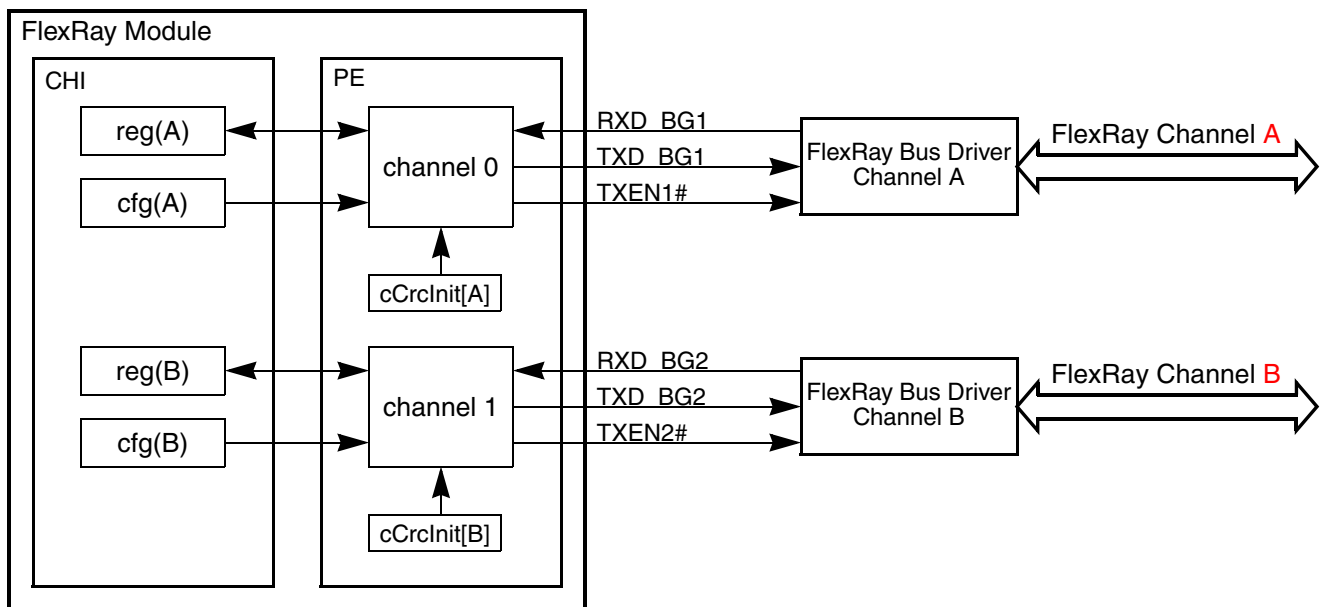 FlexRay Module
CHI
PE
reg(A)
cfg(A)
channel 0
cCrcInit[A]
RXD_BG1
TXD_BG1
TXEN1#
FlexRay Bus Driver
Channel A
FlexRay Channel A
reg(B)
cfg(B)
channel 1
cCrcInit[B]
RXD_BG2
TXD_BG2
TXEN2#
FlexRay Bus Driver
Channel B
FlexRay Channel B